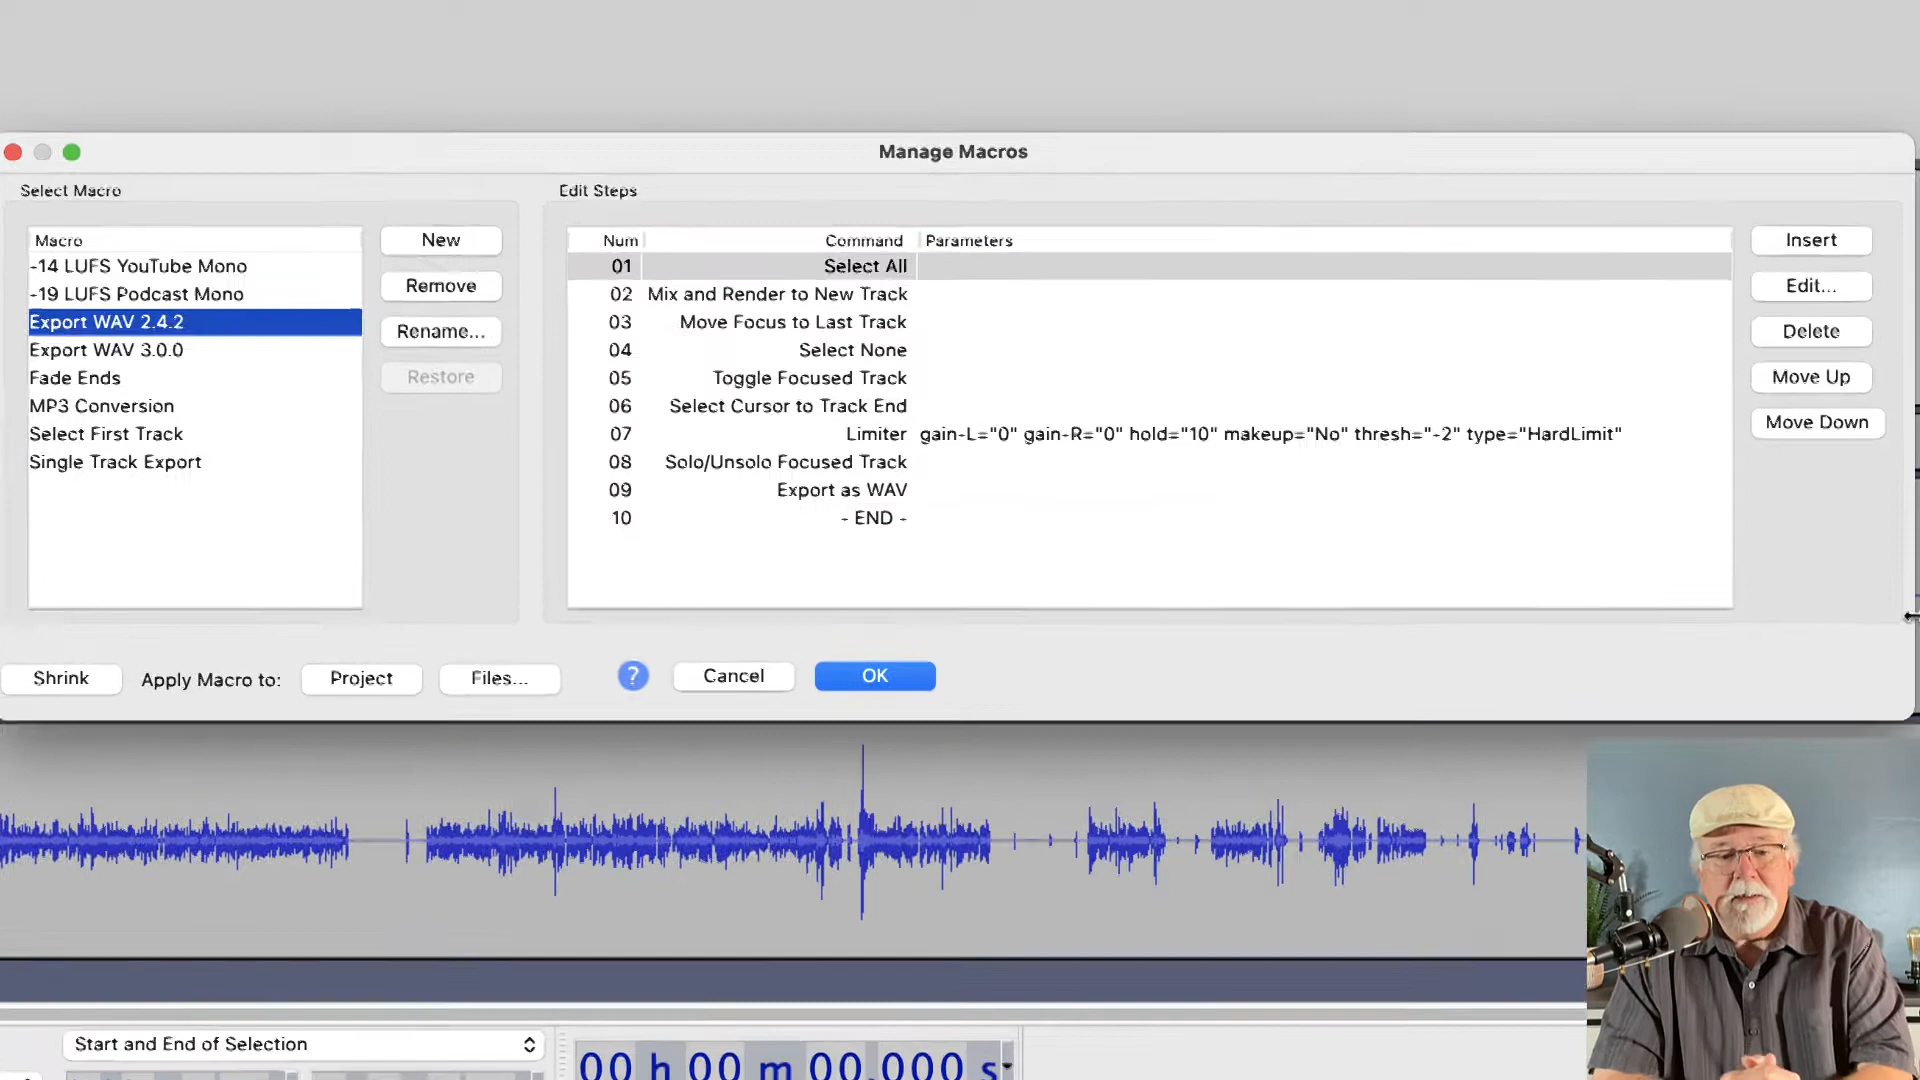 Manage Macros
Select Macro
Edit Steps
Macro
-14 LUFS YouTube Mono
-19 LUFS Podcast Mono
Export WAV 2.4.2
Export WAV 3.0.0
Fade Ends
MP3 Conversion
Select First Track
Single Track Export
New
Remove
Rename...
Restore
Num Command Parameters
01 Select All
02 Mix and Render to New Track
03 Move Focus to Last Track
04 Select None
05 Toggle Focused Track
06 Select Cursor to Track End
07 Limiter gain-L="0" gain-R="0" hold="10" makeup="No" thresh="-2" type="HardLimit"
08 Solo/Unsolo Focused Track
09 Export as WAV
10 - END -
Insert
Edit...
Delete
Move Up
Move Down
Shrink
Apply Macro to:
Project
Files...
?
Cancel
OK
Start and End of Selection
00 h 00 m 00.000 s